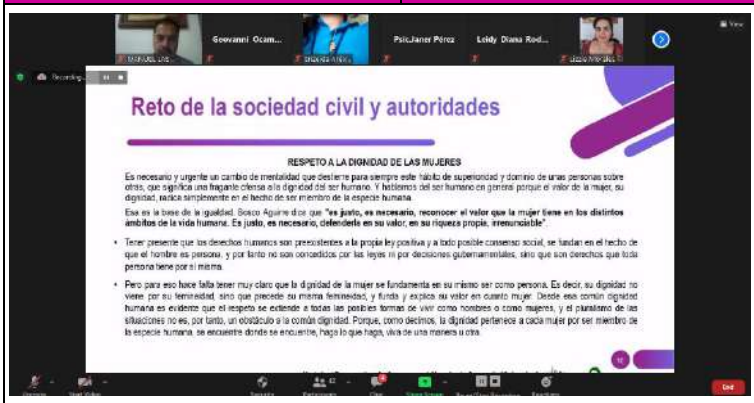 View
Geovanni Ocam...
Psic.Janer Pérez
Leidy Diana Rod...
Recording...
Reto de la sociedad civil y autoridades
RESPETO A LA DIGNIDAD DE LAS MUJERES
Es necesario y urgente un cambio de mentalidad que destierre para siempre este hábito de superioridad y dominio de unas personas sobre
otras, que significa una fragante ofensa a la dignidad del ser humano. Y hablamos del ser humano en general porque el valor de la mujer, su
dignidad, radica simplemente en el hecho de ser miembro de la especie humana.
Esa es la base de la igualdad. Bosco Aguirre dice que "es justo, es necesario, reconocer el valor que la mujer tiene en los distintos
ámbitos de la vida humana. Es justo, es necesario, defenderla en su valor, en su riqueza propia, irrenunciable".
• Tener presente que los derechos humanos son preexistentes a la propia ley positiva y a todo posible consenso social, se fundan en el hecho de
que el hombre es persona, y por tanto no son concedidos por las leyes ni por decisiones gubernamentales, sino que son derechos que toda
persona tiene por sí misma.
• Pero para eso hace falta tener muy claro que la dignidad de la mujer se fundamenta en su mismo ser como persona. Es decir, su dignidad no
viene por su feminidad, sino que precede su misma femineidad, y funda y explica su valor en cuanto mujer. Desde esa común dignidad
humana es evidente que el respeto se extiende a todas las posibles formas de vivir como hombres o como mujeres, y el pluralismo de las
situaciones no es, por tanto, un obstáculo a la común dignidad. Porque, como decimos, la dignidad pertenece a cada mujer por ser miembro de
la especie humana, se encuentre donde se encuentre, haga lo que haga, viva de una manera u otra.
12
End